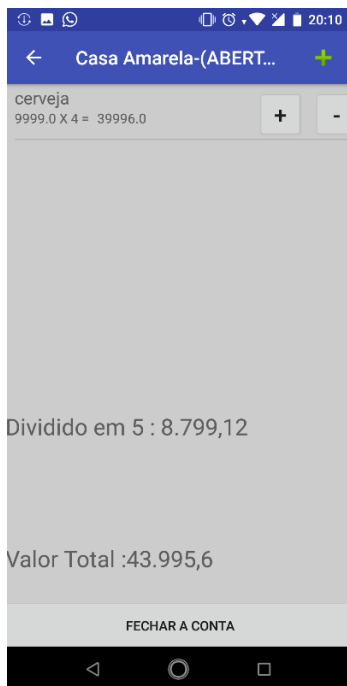 20:10
Casa Amarela-(ABERT...
+
cerveja
9999.0 X 4 = 39996.0
+ -
Dividido em 5 : 8.799,12
Valor Total :43.995,6
FECHAR A CONTA